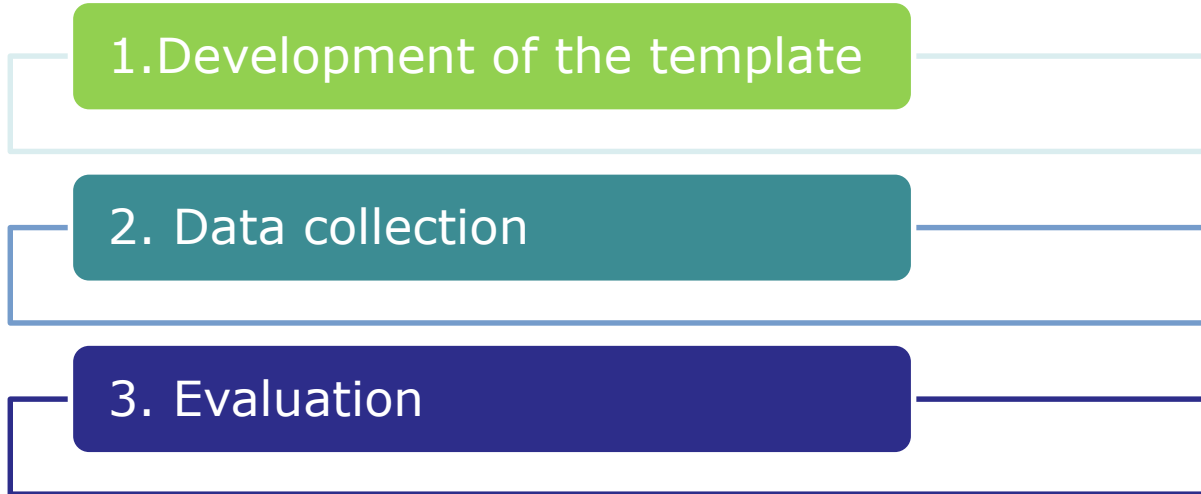 1.Development of the template
2. Data collection
3. Evaluation